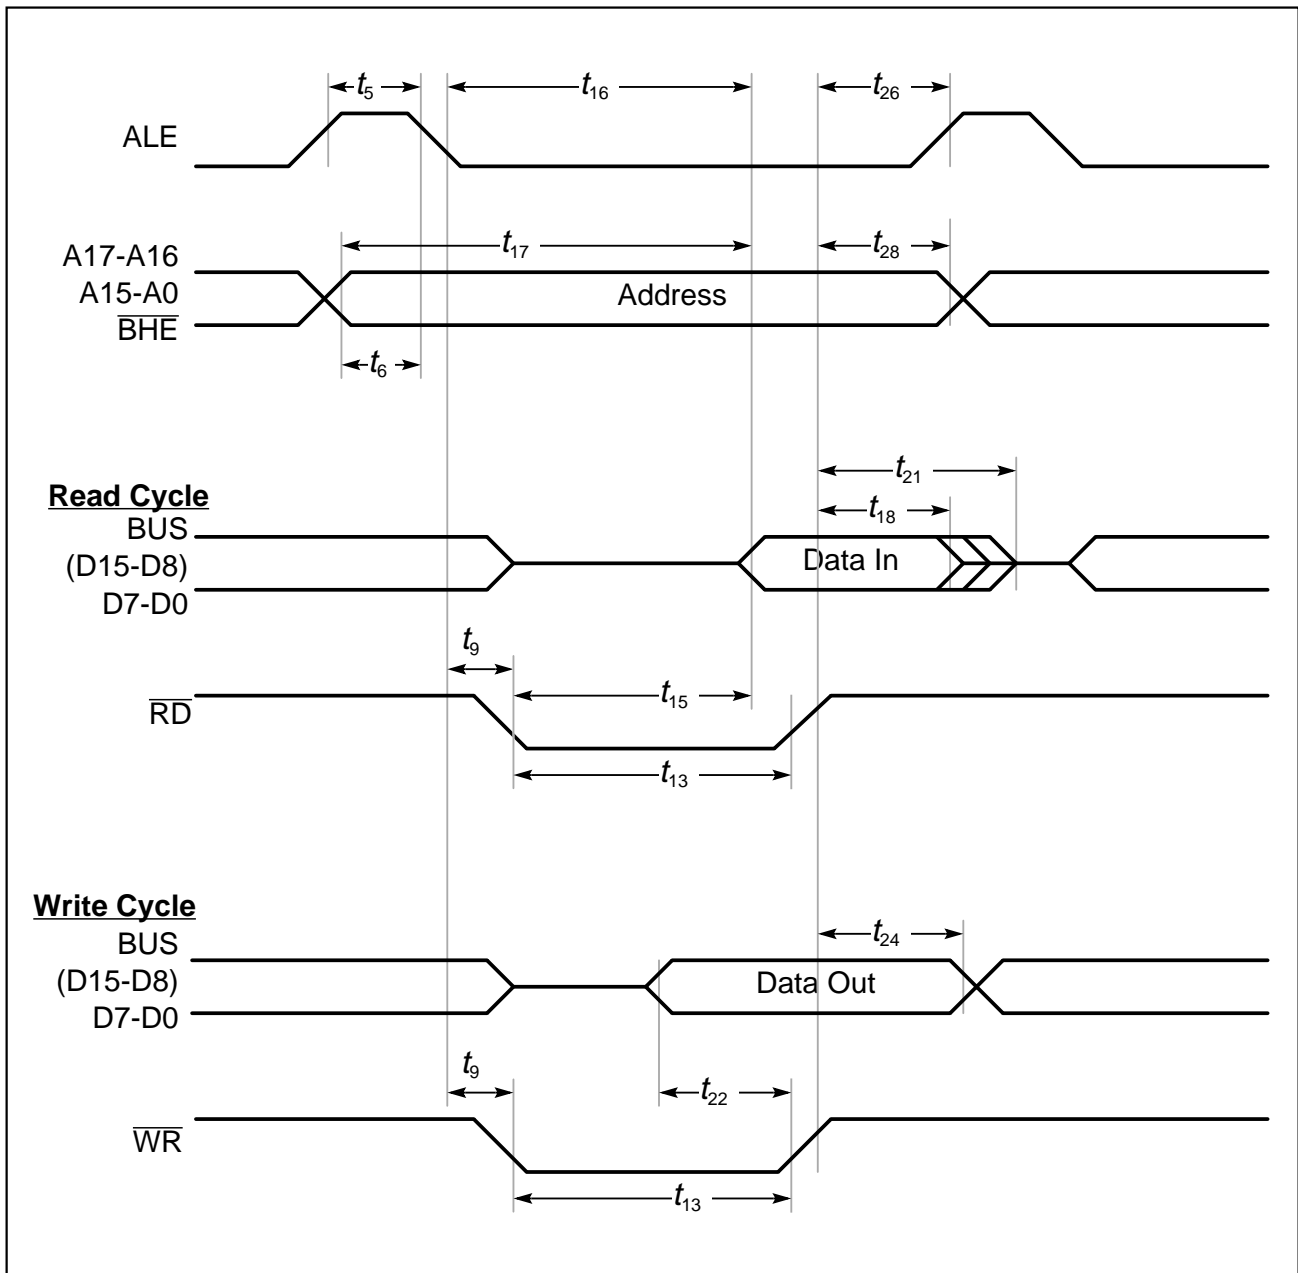 t5
t16
t26
ALE
t17
t28
A17-A16
A15-A0
Address
BHE
t6
t21
Read Cycle
t18
BUS
(D15-D8)
Data In
D7-D0
t9
t15
RD
t13
Write Cycle
t24
BUS
(D15-D8)
Data Out
D7-D0
t9
t22
WR
t13